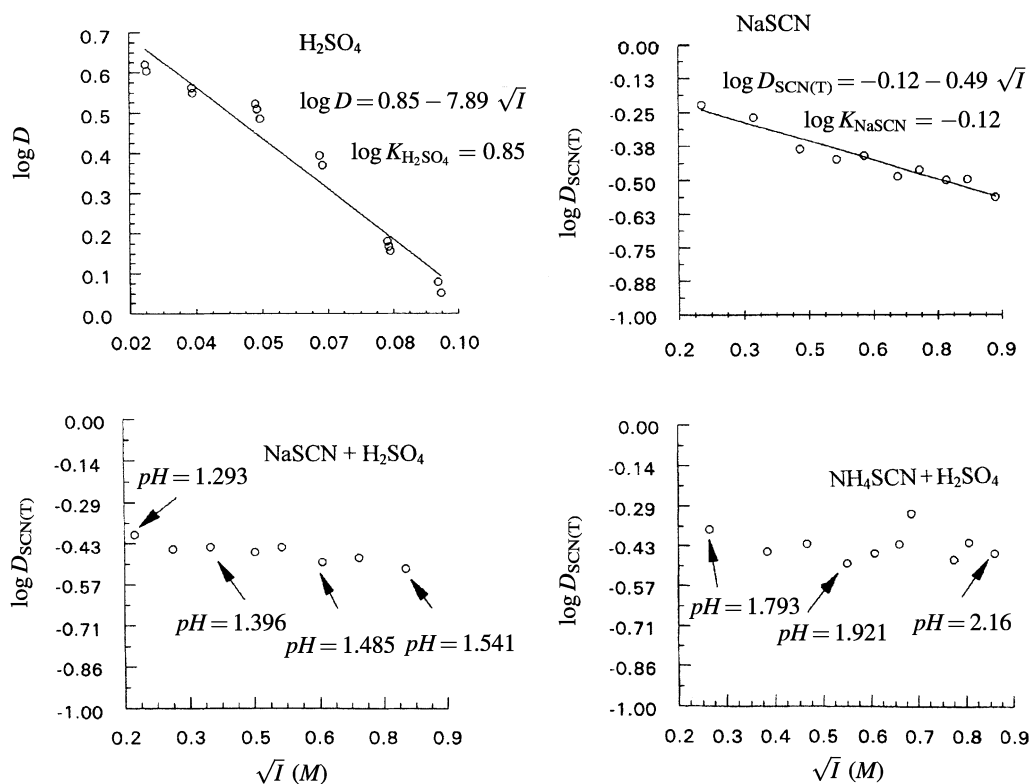 H₂SO₄
log D = 0.85 − 7.89 √I
log K_H₂SO₄ = 0.85
log D
0.7
0.6
0.5
0.4
0.3
0.2
0.1
0.0
0.02 0.04 0.05 0.07 0.08 0.10
NaSCN
log D_SCN(T) = −0.12 − 0.49 √I
log K_NaSCN = −0.12
log D_SCN(T)
0.00
-0.13
-0.25
-0.38
-0.50
-0.63
-0.75
-0.88
-1.00
0.2 0.3 0.4 0.6 0.7 0.8 0.9
NaSCN + H₂SO₄
pH = 1.293
pH = 1.396
pH = 1.485
pH = 1.541
log D_SCN(T)
0.00
-0.14
-0.29
-0.43
-0.57
-0.71
-0.86
-1.00
0.2 0.3 0.4 0.5 0.6 0.7 0.8 0.9
√I (M)
NH₄SCN + H₂SO₄
pH = 1.793
pH = 1.921
pH = 2.16
log D_SCN(T)
0.00
-0.14
-0.29
-0.43
-0.57
-0.71
-0.86
-1.00
0.2 0.3 0.4 0.5 0.6 0.7 0.8 0.9
√I (M)